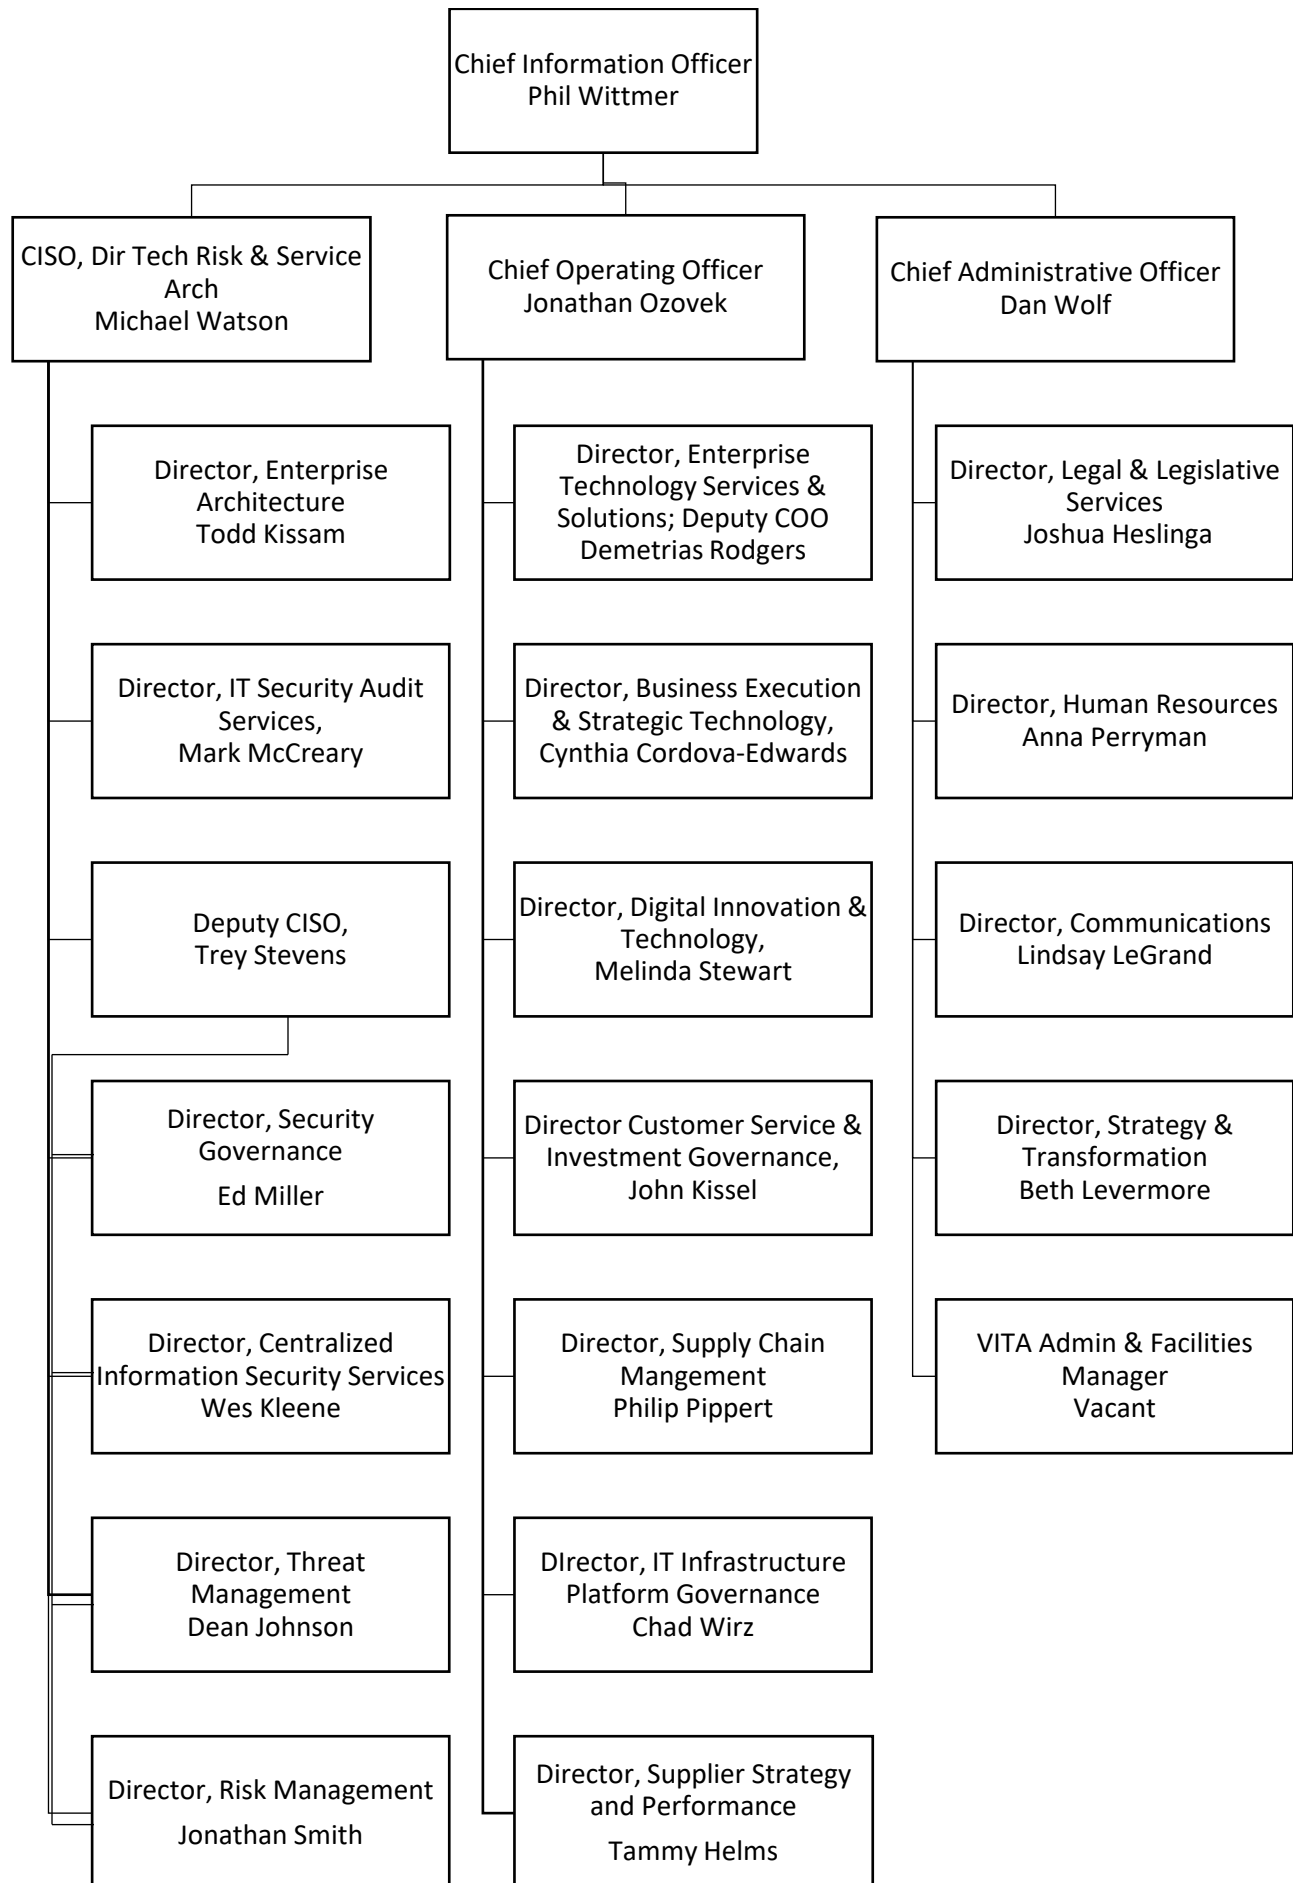 Chief Information Officer
Phil Wittmer
CISO, Dir Tech Risk & Service
Arch
Michael Watson
Chief Operating Officer
Jonathan Ozovek
Chief Administrative Officer
Dan Wolf
Director, Enterprise
Architecture
Todd Kissam
Director, Enterprise
Technology Services &
Solutions; Deputy COO
Demetrias Rodgers
Director, Legal & Legislative
Services
Joshua Heslinga
Director, IT Security Audit
Services,
Mark McCreary
Director, Business Execution
& Strategic Technology,
Cynthia Cordova-Edwards
Director, Human Resources
Anna Perryman
Deputy CISO,
Trey Stevens
Director, Digital Innovation &
Technology,
Melinda Stewart
Director, Communications
Lindsay LeGrand
Director, Security
Governance
Ed Miller
Director Customer Service &
Investment Governance,
John Kissel
Director, Strategy &
Transformation
Beth Levermore
Director, Centralized
Information Security Services
Wes Kleene
Director, Supply Chain
Mangement
Philip Pippert
VITA Admin & Facilities
Manager
Vacant
Director, Threat
Management
Dean Johnson
DIrector, IT Infrastructure
Platform Governance
Chad Wirz
Director, Risk Management
Jonathan Smith
Director, Supplier Strategy
and Performance
Tammy Helms